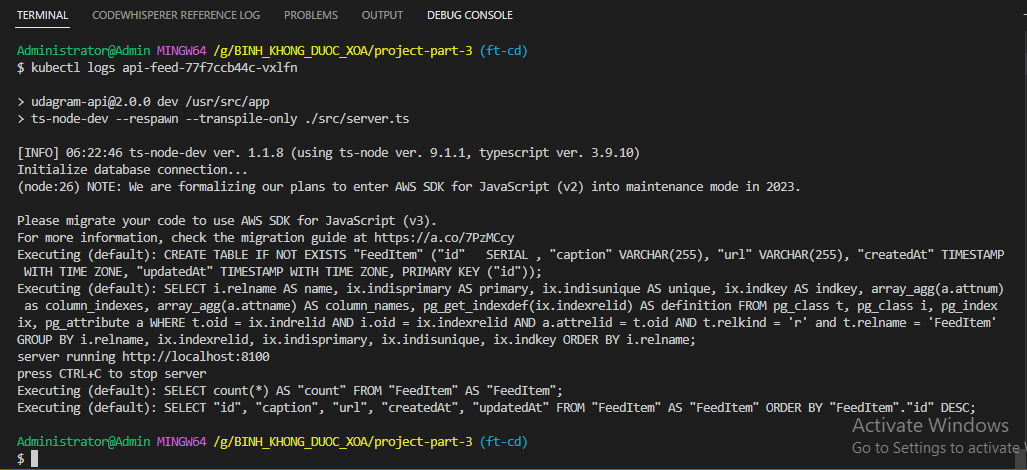 TERMINAL CODEWHISPERER REFERENCE LOG PROBLEMS OUTPUT DEBUG CONSOLE
Administrator@Admin MINGW64 /g/BINH_KHONG_DUOC_XOA/project-part-3 (ft-cd)
$ kubectl logs api-feed-77f7ccb44c-vxlfn
> udagram-api@2.0.0 dev /usr/src/app
> ts-node-dev --respawn --transpile-only ./src/server.ts
[INFO] 06:22:46 ts-node-dev ver. 1.1.8 (using ts-node ver. 9.1.1, typescript ver. 3.9.10)
Initialize database connection...
(node:26) NOTE: We are formalizing our plans to enter AWS SDK for JavaScript (v2) into maintenance mode in 2023.
Please migrate your code to use AWS SDK for JavaScript (v3).
For more information, check the migration guide at https://a.co/7PzMCcy
Executing (default): CREATE TABLE IF NOT EXISTS "FeedItem" ("id"   SERIAL , "caption" VARCHAR(255), "url" VARCHAR(255), "createdAt" TIMESTAMP
WITH TIME ZONE, "updatedAt" TIMESTAMP WITH TIME ZONE, PRIMARY KEY ("id"));
Executing (default): SELECT i.relname AS name, ix.indisprimary AS primary, ix.indisunique AS unique, ix.indkey AS indkey, array_agg(a.attnum)
as column_indexes, array_agg(a.attname) AS column_names, pg_get_indexdef(ix.indexrelid) AS definition FROM pg_class t, pg_class i, pg_index
ix, pg_attribute a WHERE t.oid = ix.indrelid AND i.oid = ix.indexrelid AND a.attrelid = t.oid AND t.relkind = 'r' and t.relname = 'FeedItem'
GROUP BY i.relname, ix.indexrelid, ix.indisprimary, ix.indisunique, ix.indkey ORDER BY i.relname;
server running http://localhost:8100
press CTRL+C to stop server
Executing (default): SELECT count(*) AS "count" FROM "FeedItem" AS "FeedItem";
Executing (default): SELECT "id", "caption", "url", "createdAt", "updatedAt" FROM "FeedItem" AS "FeedItem" ORDER BY "FeedItem"."id" DESC;
Administrator@Admin MINGW64 /g/BINH_KHONG_DUOC_XOA/project-part-3 (ft-cd)
$
Activate Windows
Go to Settings to activate